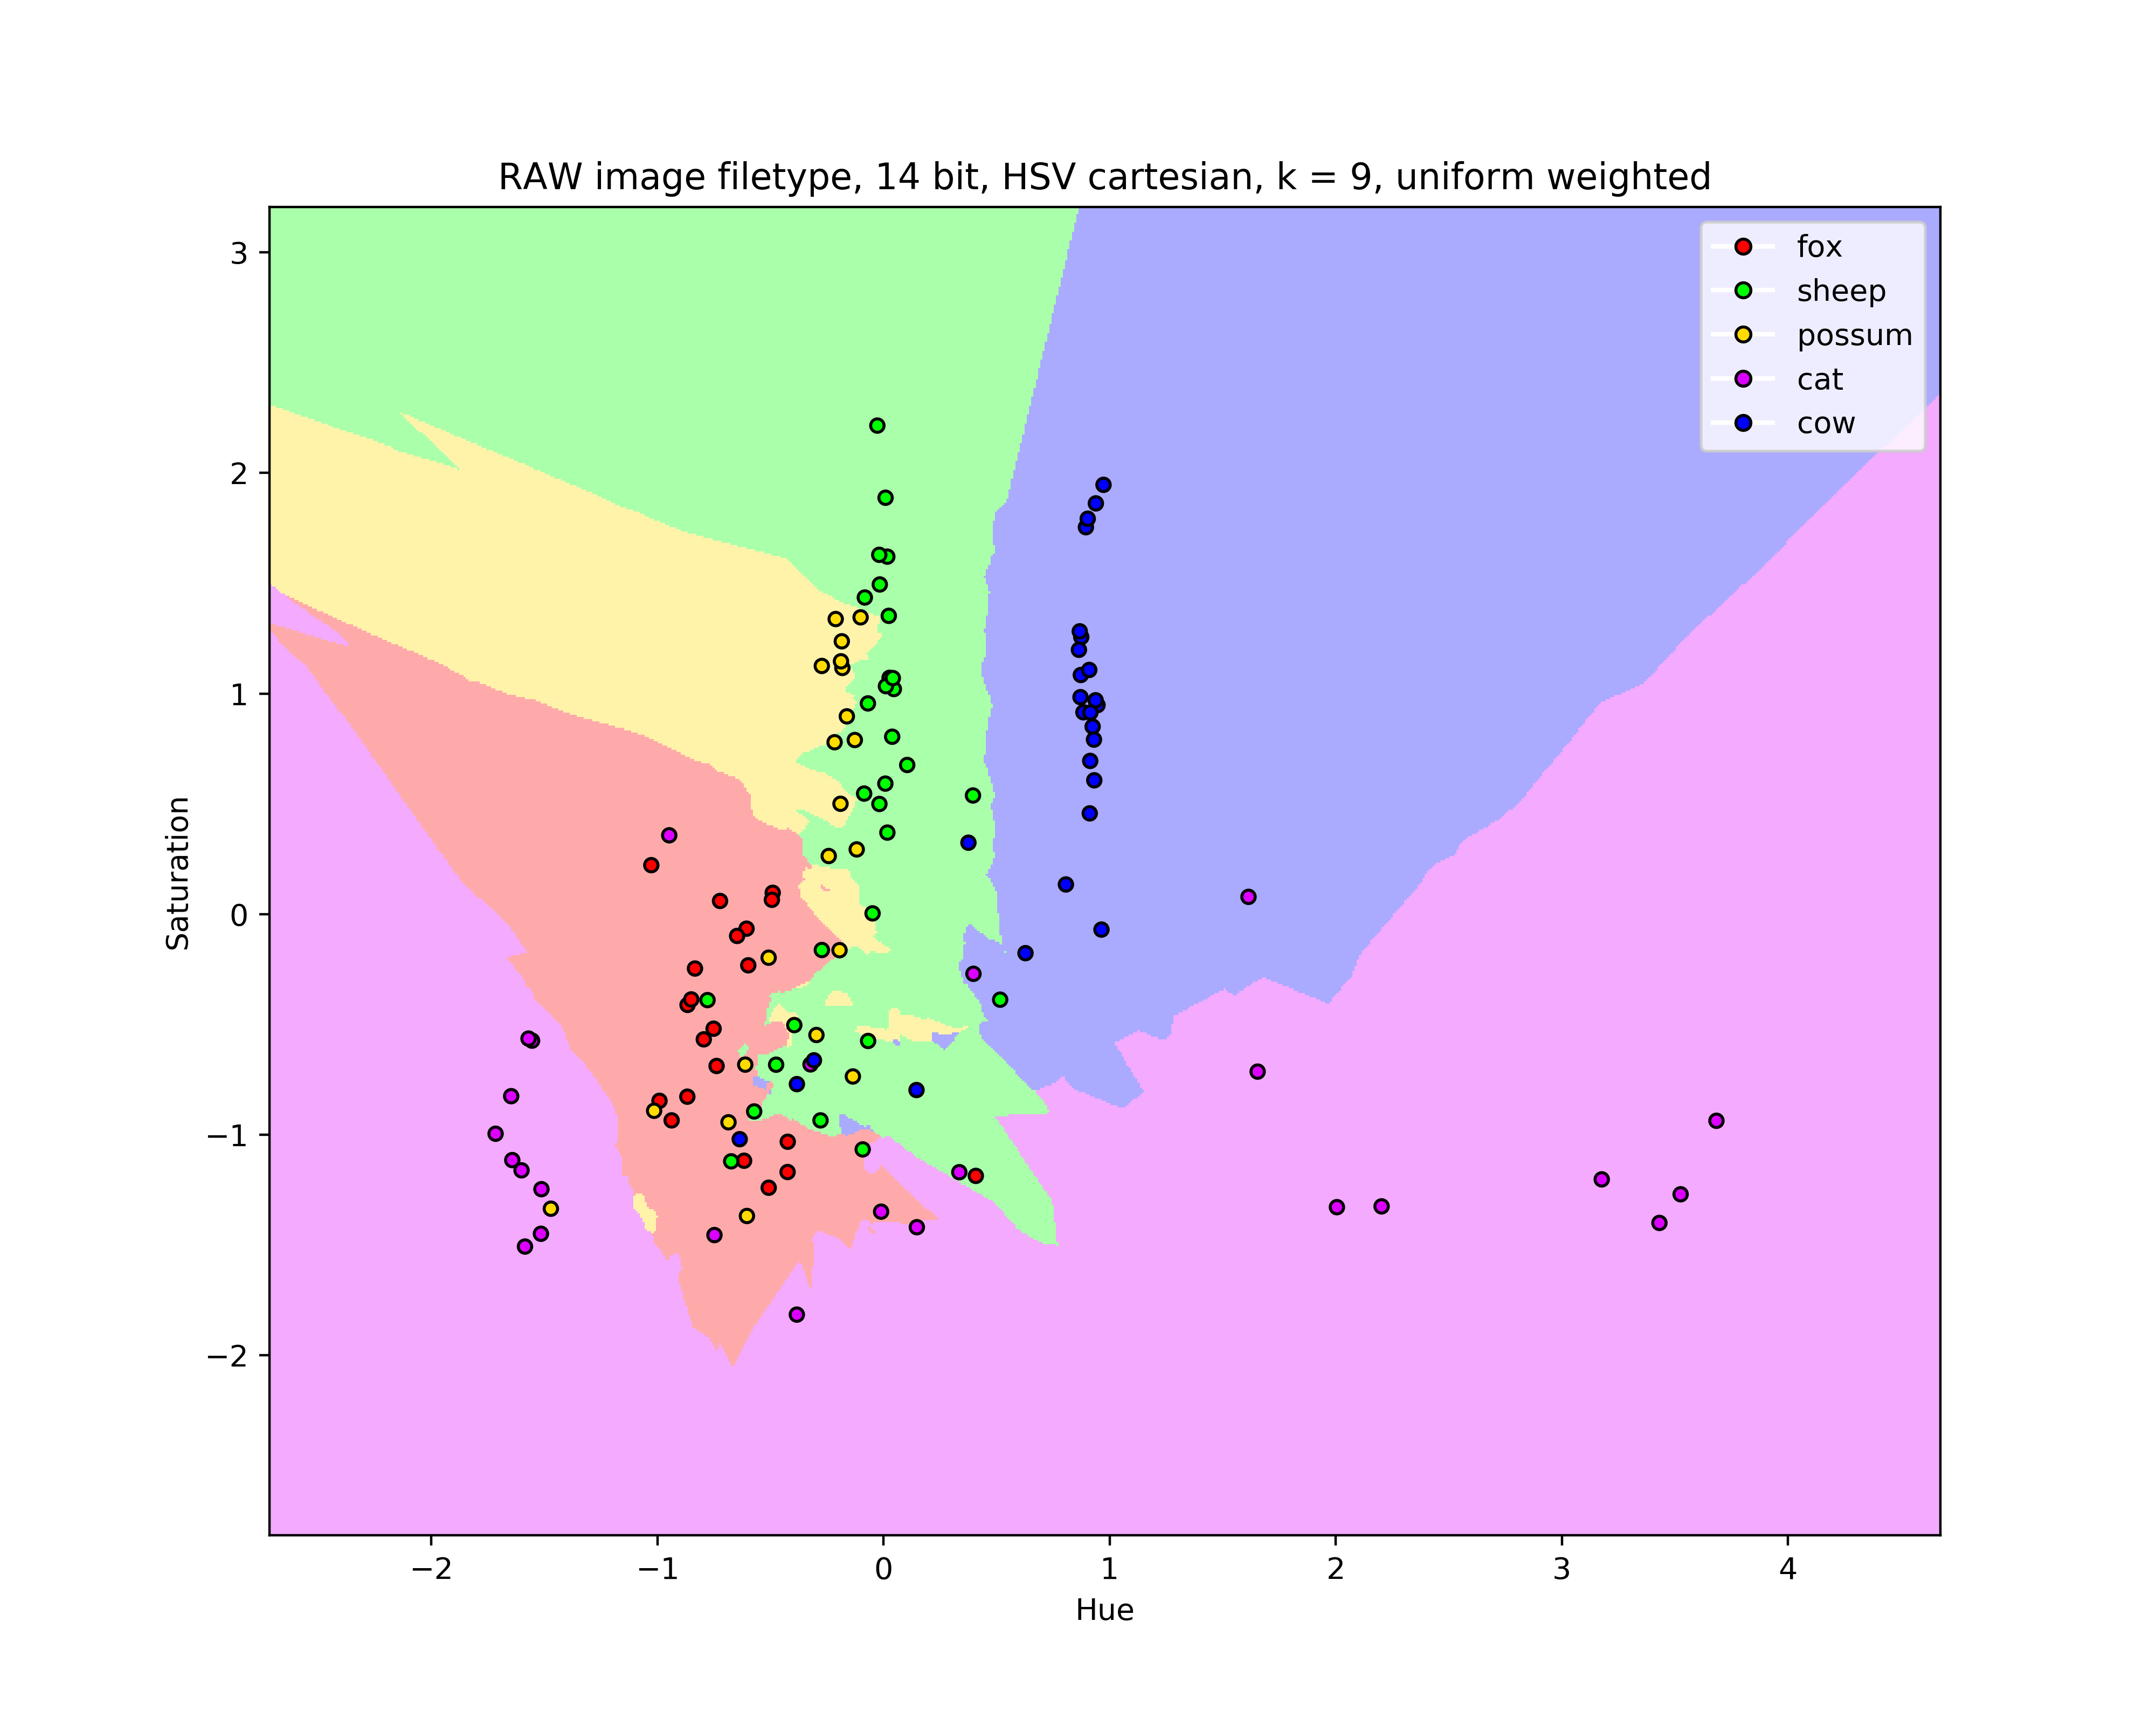 RAW image filetype, 14 bit, HSV cartesian, k = 9, uniform weighted
fox
sheep
possum
cat
cow
3
2
1
0
−1
−2
Saturation
−2
−1
0
1
2
3
4
Hue